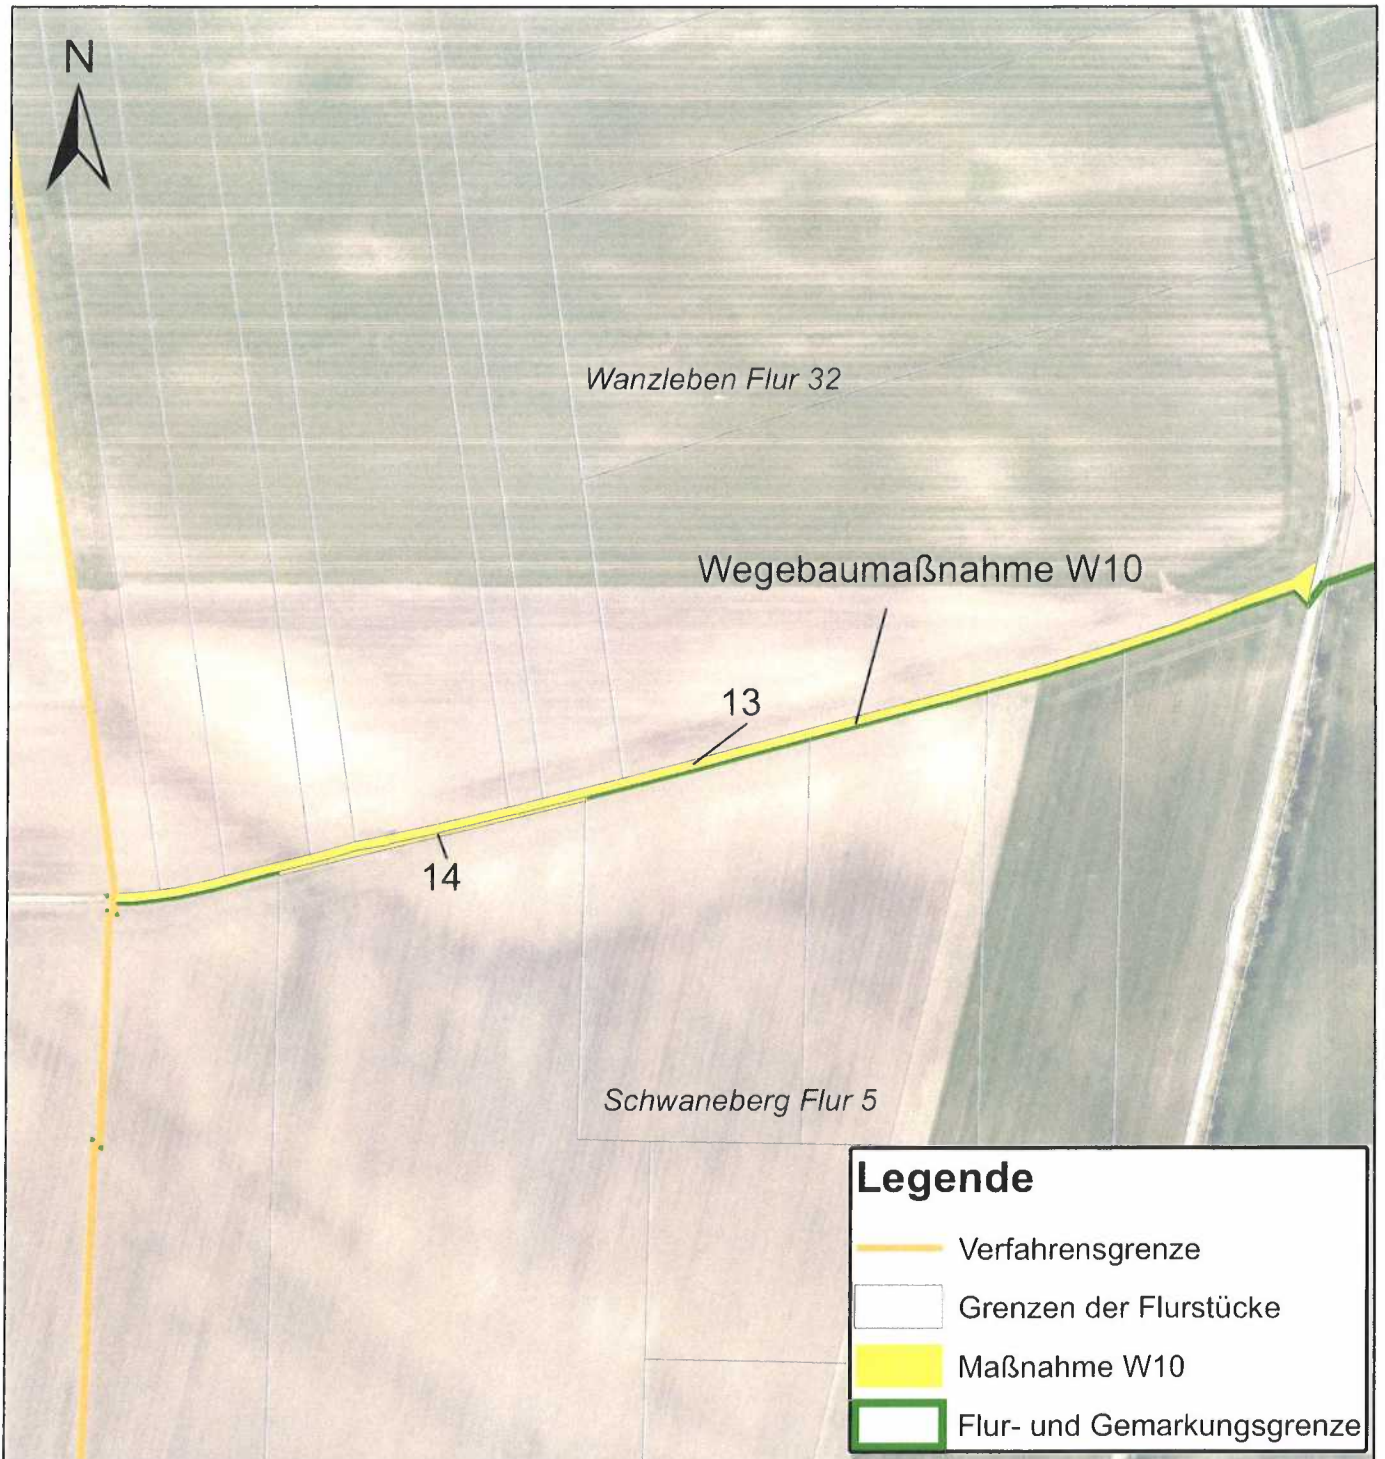 N
Wanzleben Flur 32
Wegebaumaßnahme W10
13
14
Schwaneberg Flur 5
Legende
Verfahrensgrenze
Grenzen der Flurstücke
Maßnahme W10
Flur- und Gemarkungsgrenze